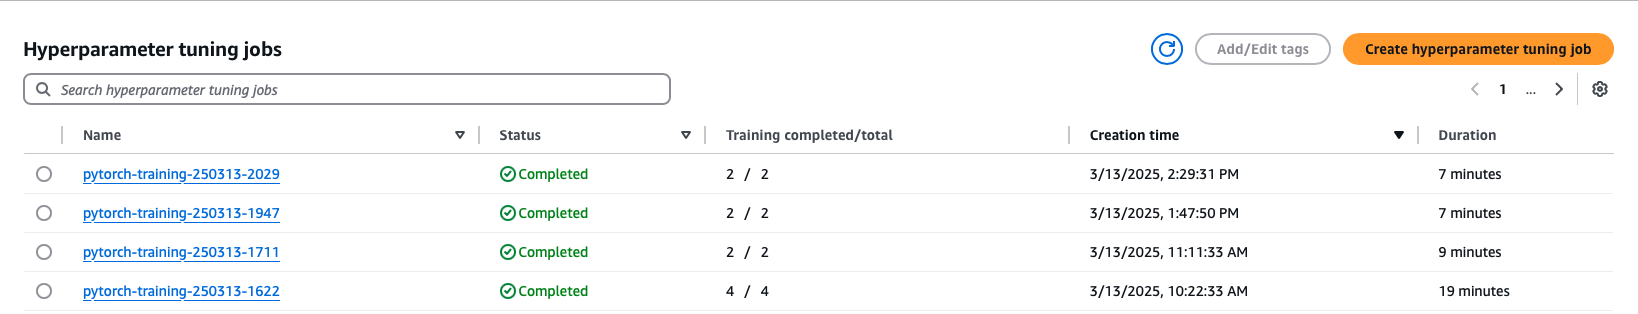 Hyperparameter tuning jobs
Add/Edit tags
Create hyperparameter tuning job
Search hyperparameter tuning jobs
1 ...
Name Status Training completed/total Creation time Duration
pytorch-training-250313-2029 Completed 2 / 2 3/13/2025, 2:29:31 PM 7 minutes
pytorch-training-250313-1947 Completed 2 / 2 3/13/2025, 1:47:50 PM 7 minutes
pytorch-training-250313-1711 Completed 2 / 2 3/13/2025, 11:11:33 AM 9 minutes
pytorch-training-250313-1622 Completed 4 / 4 3/13/2025, 10:22:33 AM 19 minutes